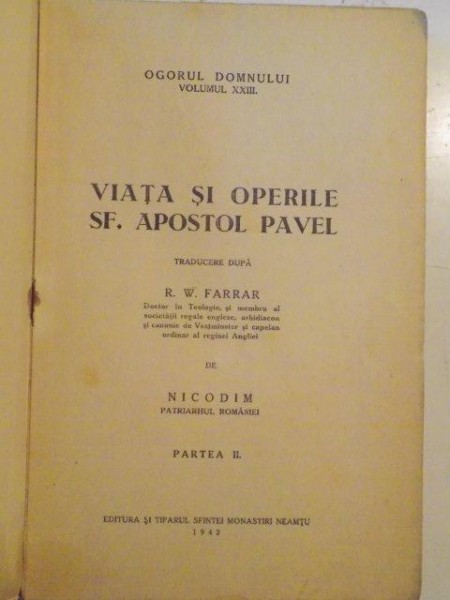 OGORUL DOMNULUI
VOLUMUL XXIII.
VIAȚA ȘI OPERILE
SF. APOSTOL PAVEL
TRADUCERE DUPĂ
R. W. FARRAR
Doctor în Teologie, și membru al
societății regale engleze, arhidiacon
și canonic de Vestminster și capelan
ordinar al reginei Angliei
DE
NICODIM
PATRIARHUL ROMÂNIEI
PARTEA II.
EDITURA ȘI TIPARUL SFINTEI MONASTIRI NEAMȚU
1942